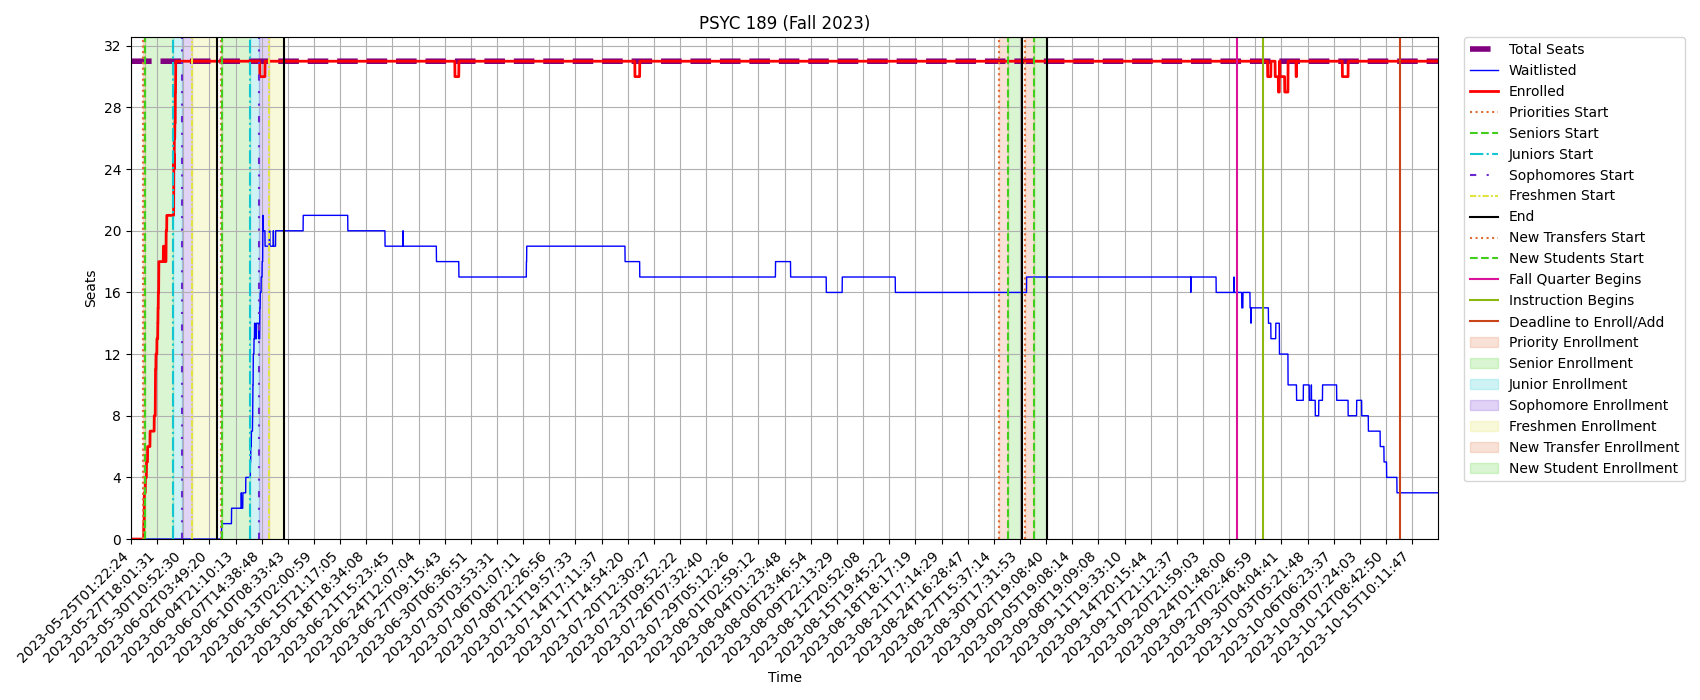 PSYC 189 (Fall 2023)
Seats
32
28
24
20
16
12
8
4
0
2023-05-25T01:22:24
2023-05-27T18:01:31
2023-05-30T10:52:30
2023-06-02T03:49:20
2023-06-04T21:10:13
2023-06-07T14:38:48
2023-06-10T08:33:43
2023-06-13T02:00:59
2023-06-15T21:17:05
2023-06-18T18:34:08
2023-06-21T15:23:45
2023-06-24T12:07:04
2023-06-27T09:15:43
2023-06-30T06:36:51
2023-07-03T03:53:31
2023-07-06T01:07:11
2023-07-08T22:26:56
2023-07-11T19:57:33
2023-07-14T17:11:37
2023-07-17T14:54:20
2023-07-20T12:30:27
2023-07-23T09:52:22
2023-07-26T07:32:40
2023-07-29T05:12:26
2023-08-01T02:59:12
2023-08-04T01:23:48
2023-08-06T23:46:54
2023-08-09T22:13:29
2023-08-12T20:52:08
2023-08-15T19:45:22
2023-08-18T18:17:19
2023-08-21T17:14:29
2023-08-24T16:28:47
2023-08-27T15:37:14
2023-08-30T17:31:53
2023-09-02T19:08:40
2023-09-05T19:08:14
2023-09-08T19:09:08
2023-09-11T19:33:10
2023-09-14T20:15:44
2023-09-17T21:12:37
2023-09-20T21:59:03
2023-09-24T01:48:00
2023-09-27T02:46:59
2023-09-30T04:04:41
2023-10-03T05:21:48
2023-10-06T06:23:37
2023-10-09T07:24:03
2023-10-12T08:42:50
2023-10-15T10:11:47
Time
Total Seats
Waitlisted
Enrolled
Priorities Start
Seniors Start
Juniors Start
Sophomores Start
Freshmen Start
End
New Transfers Start
New Students Start
Fall Quarter Begins
Instruction Begins
Deadline to Enroll/Add
Priority Enrollment
Senior Enrollment
Junior Enrollment
Sophomore Enrollment
Freshmen Enrollment
New Transfer Enrollment
New Student Enrollment